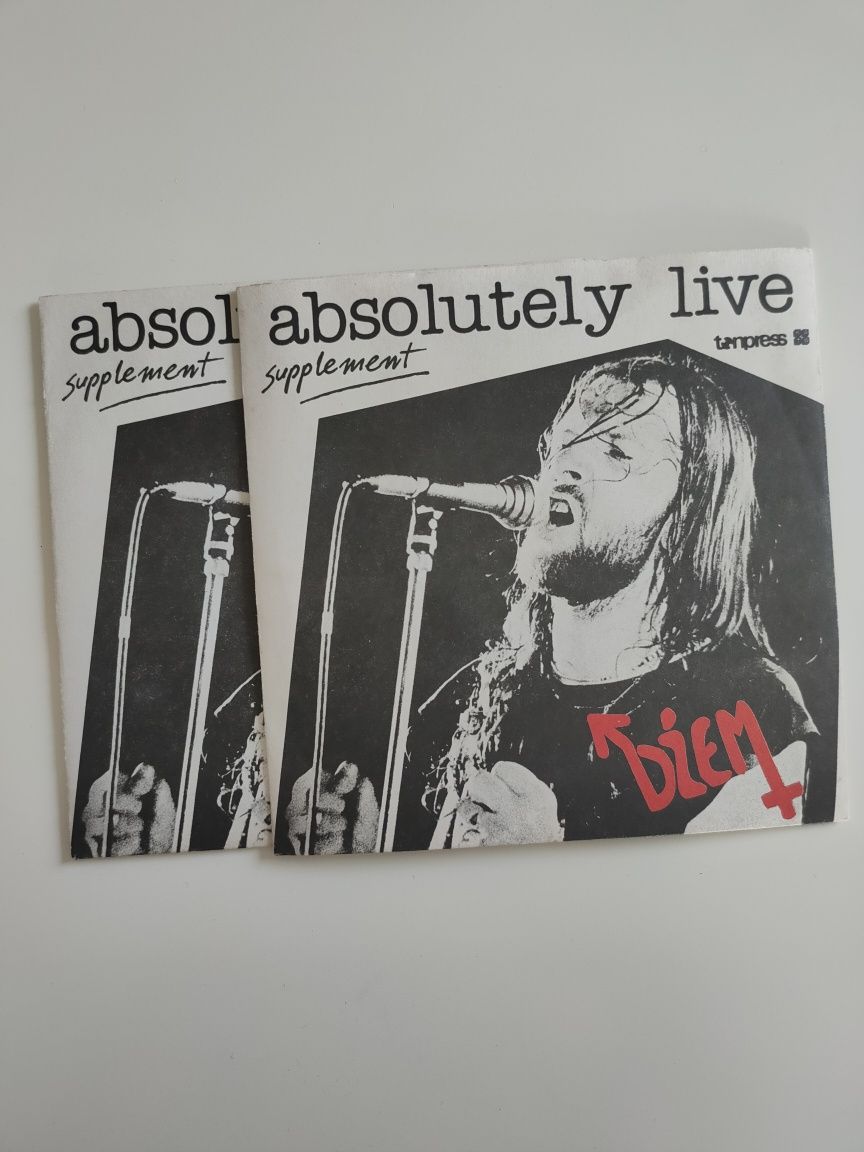 absol
supplement
absolutely live
supplement
tonpress
DŻEM